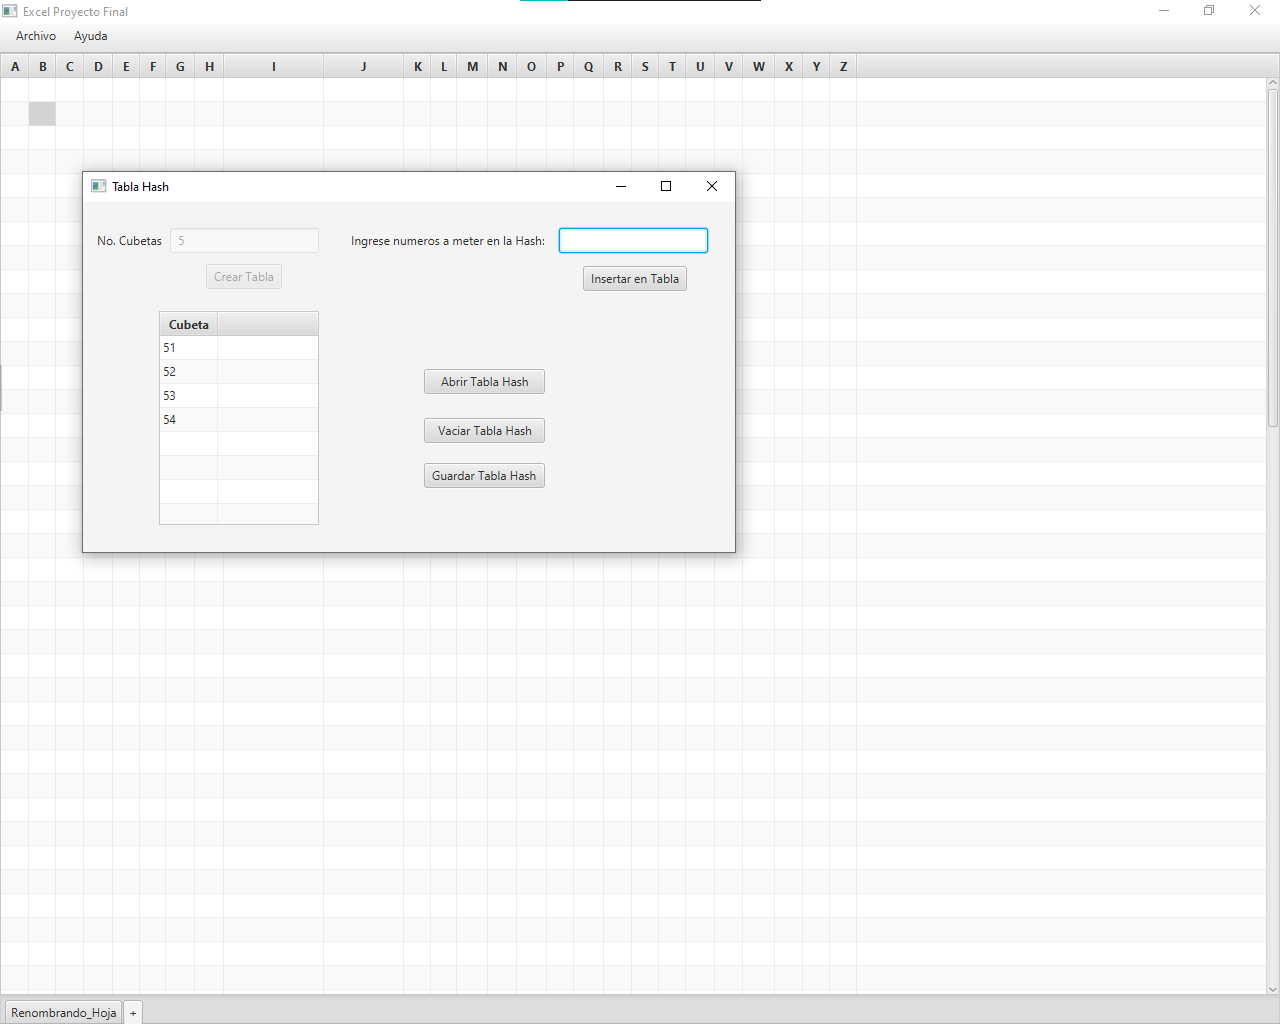 Excel Proyecto Final
Archivo Ayuda
A B C D E F G H I J K L M N O P Q R S T U V W X Y Z
Tabla Hash
No. Cubetas 5 Ingrese numeros a meter en la Hash:
Crear Tabla Insertar en Tabla
Cubeta
51
52
53
54
Abrir Tabla Hash
Vaciar Tabla Hash
Guardar Tabla Hash
Renombrando_Hoja +